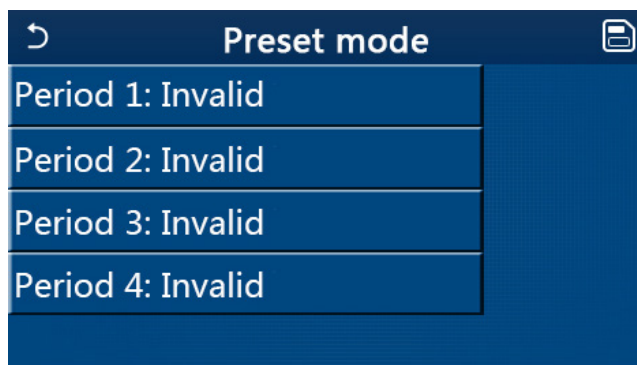 Preset mode
Period 1: Invalid
Period 2: Invalid
Period 3: Invalid
Period 4: Invalid